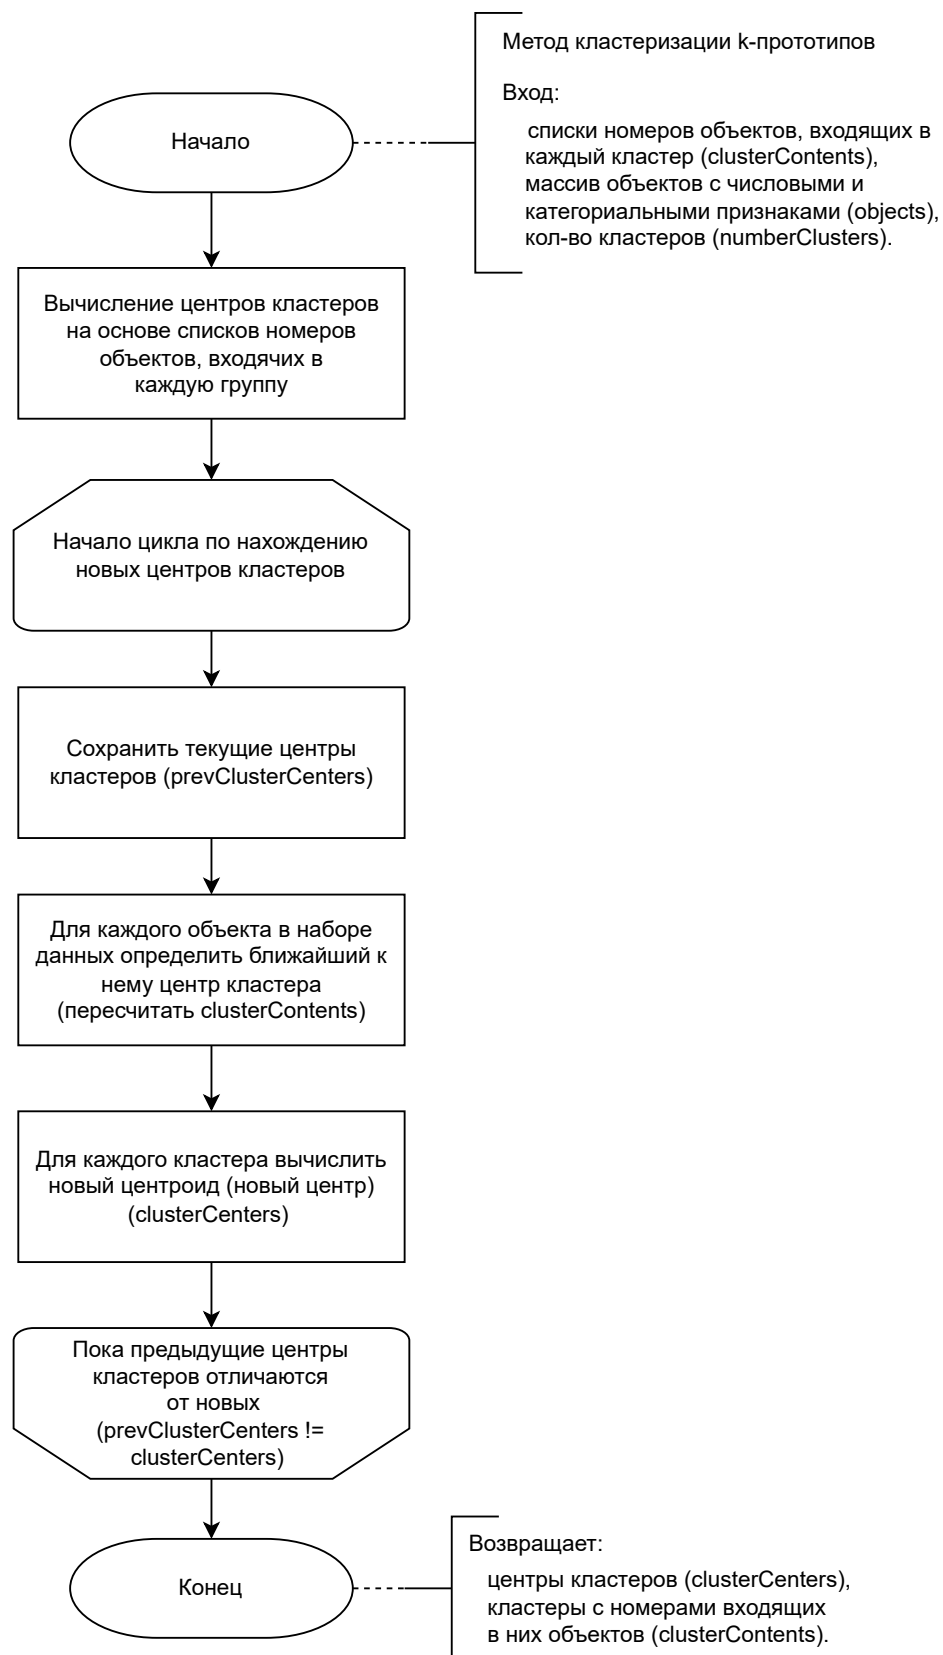 Метод кластеризации k-прототипов
Вход:
списки номеров объектов, входящих в
каждый кластер (clusterContents),
массив объектов с числовыми и
категориальными признаками (objects),
кол-во кластеров (numberClusters).
Начало
Вычисление центров кластеров
на основе списков номеров
объектов, входячих в
каждую группу
Начало цикла по нахождению
новых центров кластеров
Сохранить текущие центры
кластеров (prevClusterCenters)
Для каждого объекта в наборе
данных определить ближайший к
нему центр кластера
(пересчитать clusterContents)
Для каждого кластера вычислить
новый центроид (новый центр)
(clusterCenters)
Пока предыдущие центры
кластеров отличаются
от новых
(prevClusterCenters !=
clusterCenters)
Конец
Возвращает:
центры кластеров (clusterCenters),
кластеры с номерами входящих
в них объектов (clusterContents).